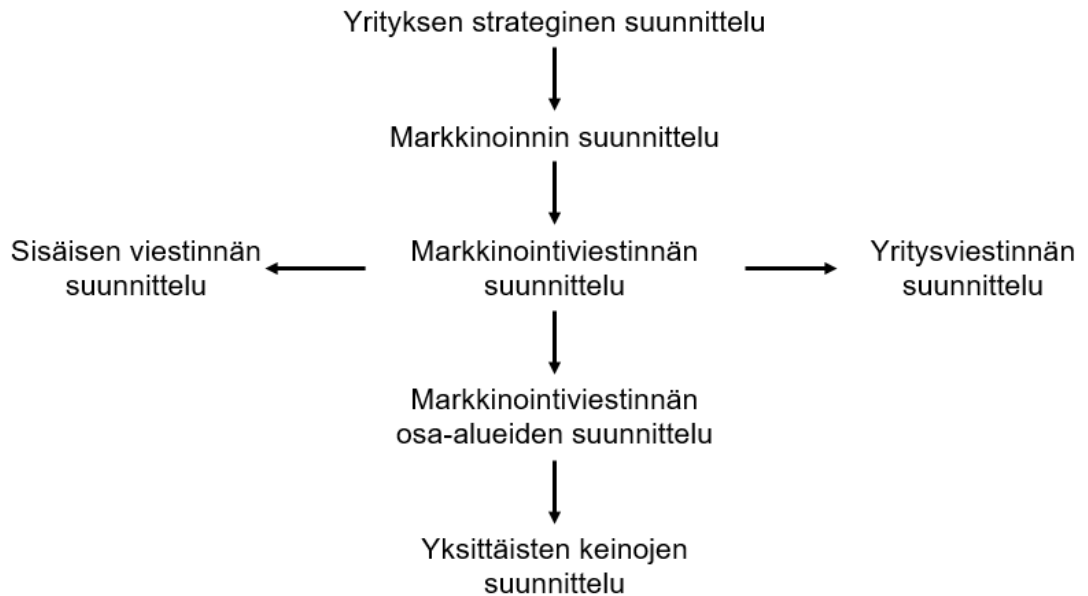 Yrityksen strateginen suunnittelu
Markkinoinnin suunnittelu
Sisäisen viestinnän
suunnittelu
Markkinointiviestinnän
suunnittelu
Yritysviestinnän
suunnittelu
Markkinointiviestinnän
osa-alueiden suunnittelu
Yksittäisten keinojen
suunnittelu